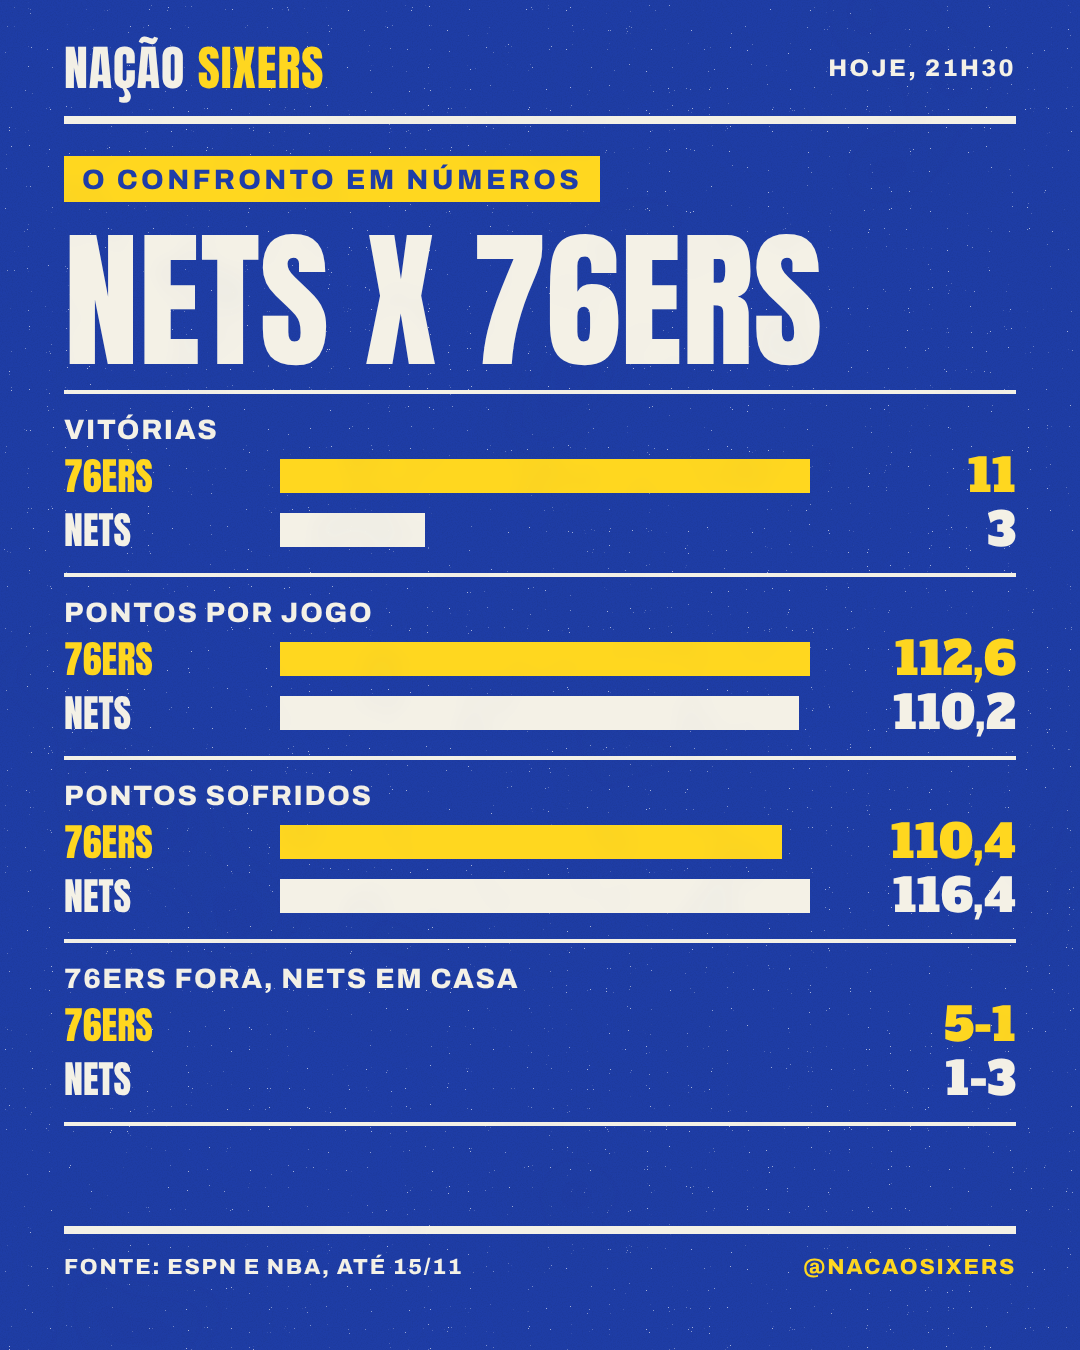 NAÇÃO SIXERS
HOJE, 21H30
O CONFRONTO EM NÚMEROS
NETS X 76ERS
VITÓRIAS
76ERS 11
NETS 3
PONTOS POR JOGO
76ERS 112,6
NETS 110,2
PONTOS SOFRIDOS
76ERS 110,4
NETS 116,4
76ERS FORA, NETS EM CASA
76ERS 5-1
NETS 1-3
FONTE: ESPN E NBA, ATÉ 15/11
@NACAOSIXERS